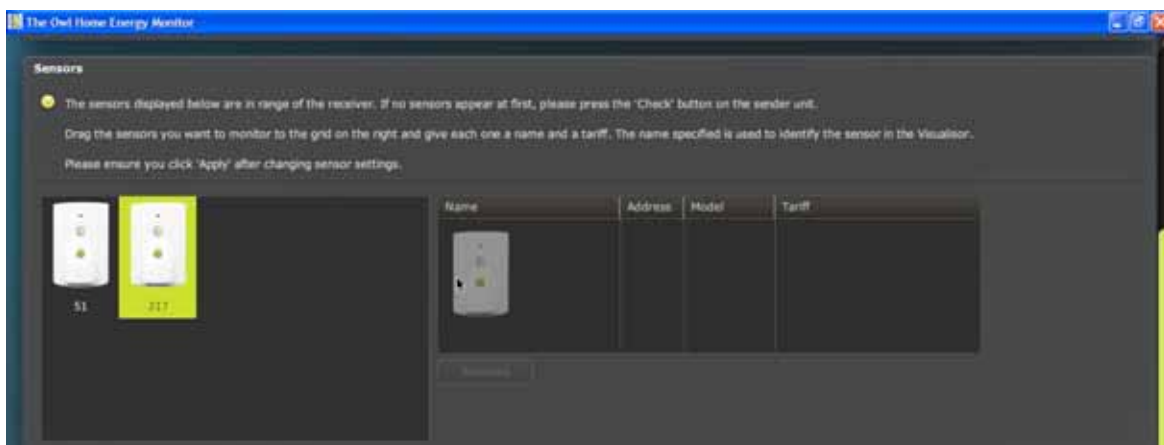 The Owl Home Energy Monitor
Sensors
The sensors displayed below are in range of the receiver. If no sensors appear at first, please press the 'Check' button on the sender unit.
Drag the sensors you want to monitor to the grid on the right and give each one a name and a tariff. The name specified is used to identify the sensor in the Visualisor.
Please ensure you click 'Apply' after changing sensor settings.
Name Address Model Tariff
51